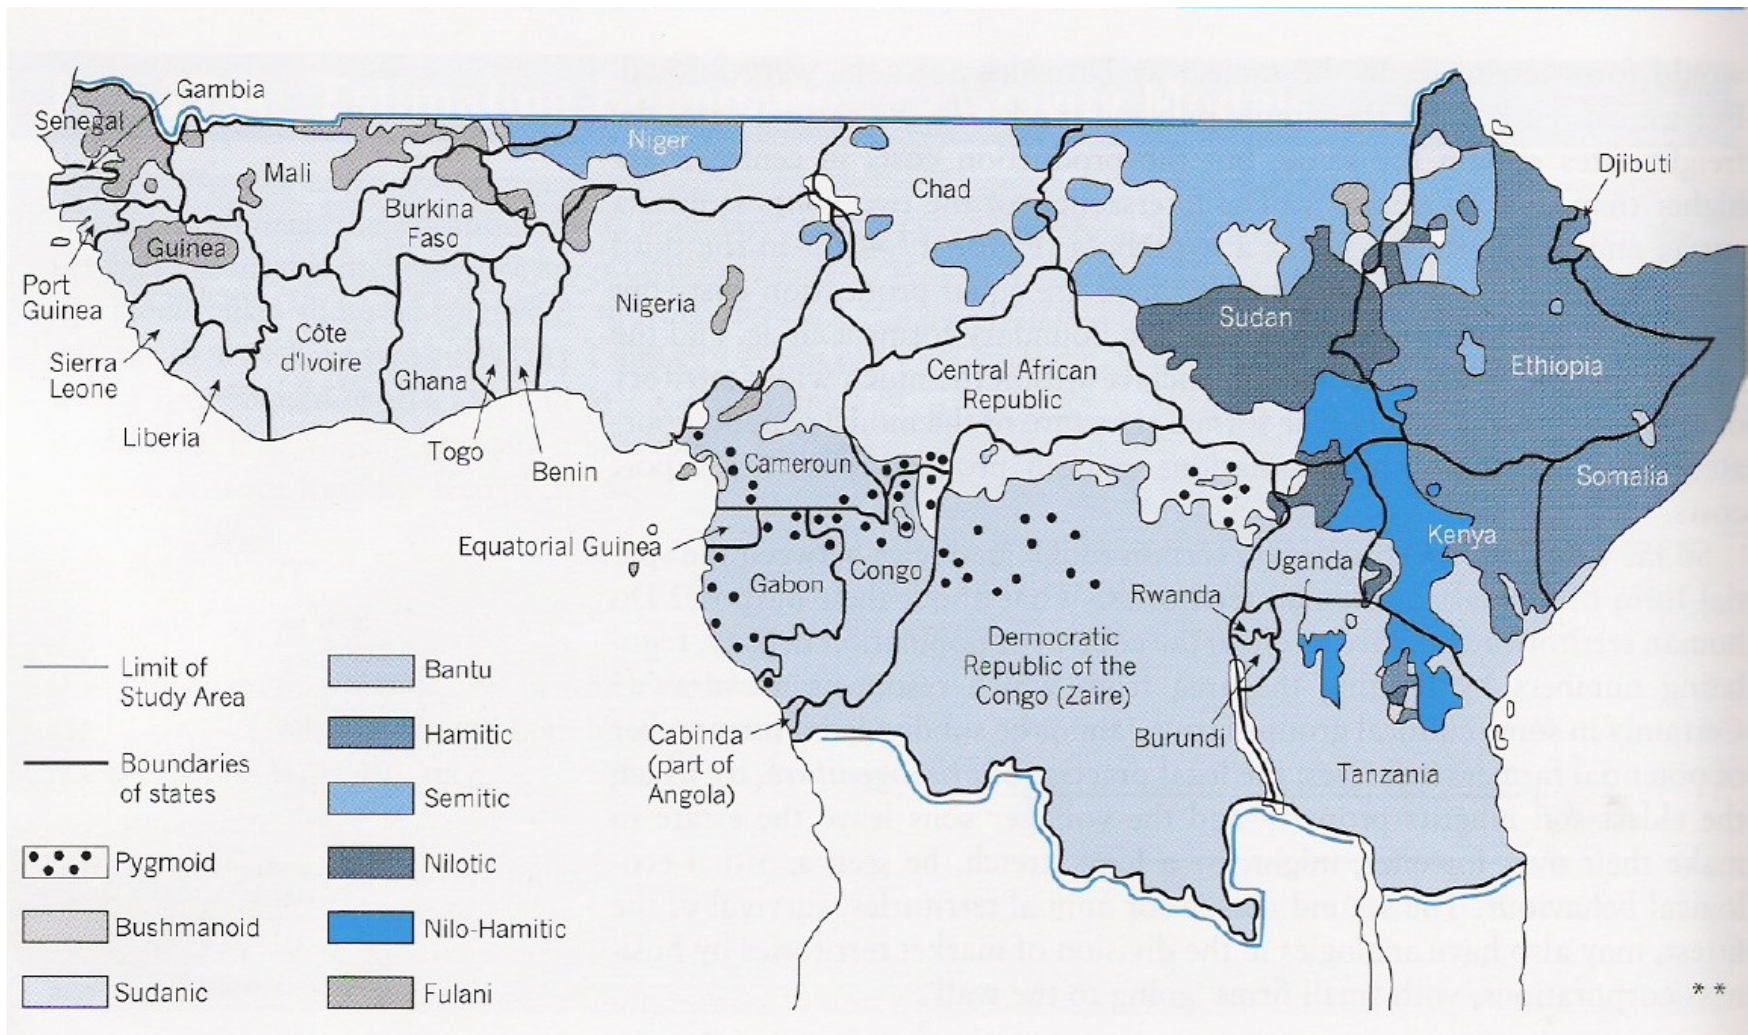 Gambia
Senegal
Mali
Niger
Chad
Djibuti
Burkina
Faso
Guinea
Port
Guinea
Nigeria
Sudan
Côte
d'Ivoire
Sierra
Leone
Ghana
Central African
Republic
Ethiopia
Liberia
Togo
Benin
Cameroun
Somalia
Equatorial Guinea
Kenya
Gabon
Congo
Uganda
Rwanda
Democratic
Republic of the
Congo (Zaire)
Burundi
Cabinda
(part of
Angola)
Tanzania
Limit of
Study Area
Boundaries
of states
Pygmoid
Bushmanoid
Sudanic
Bantu
Hamitic
Semitic
Nilotic
Nilo-Hamitic
Fulani
* *